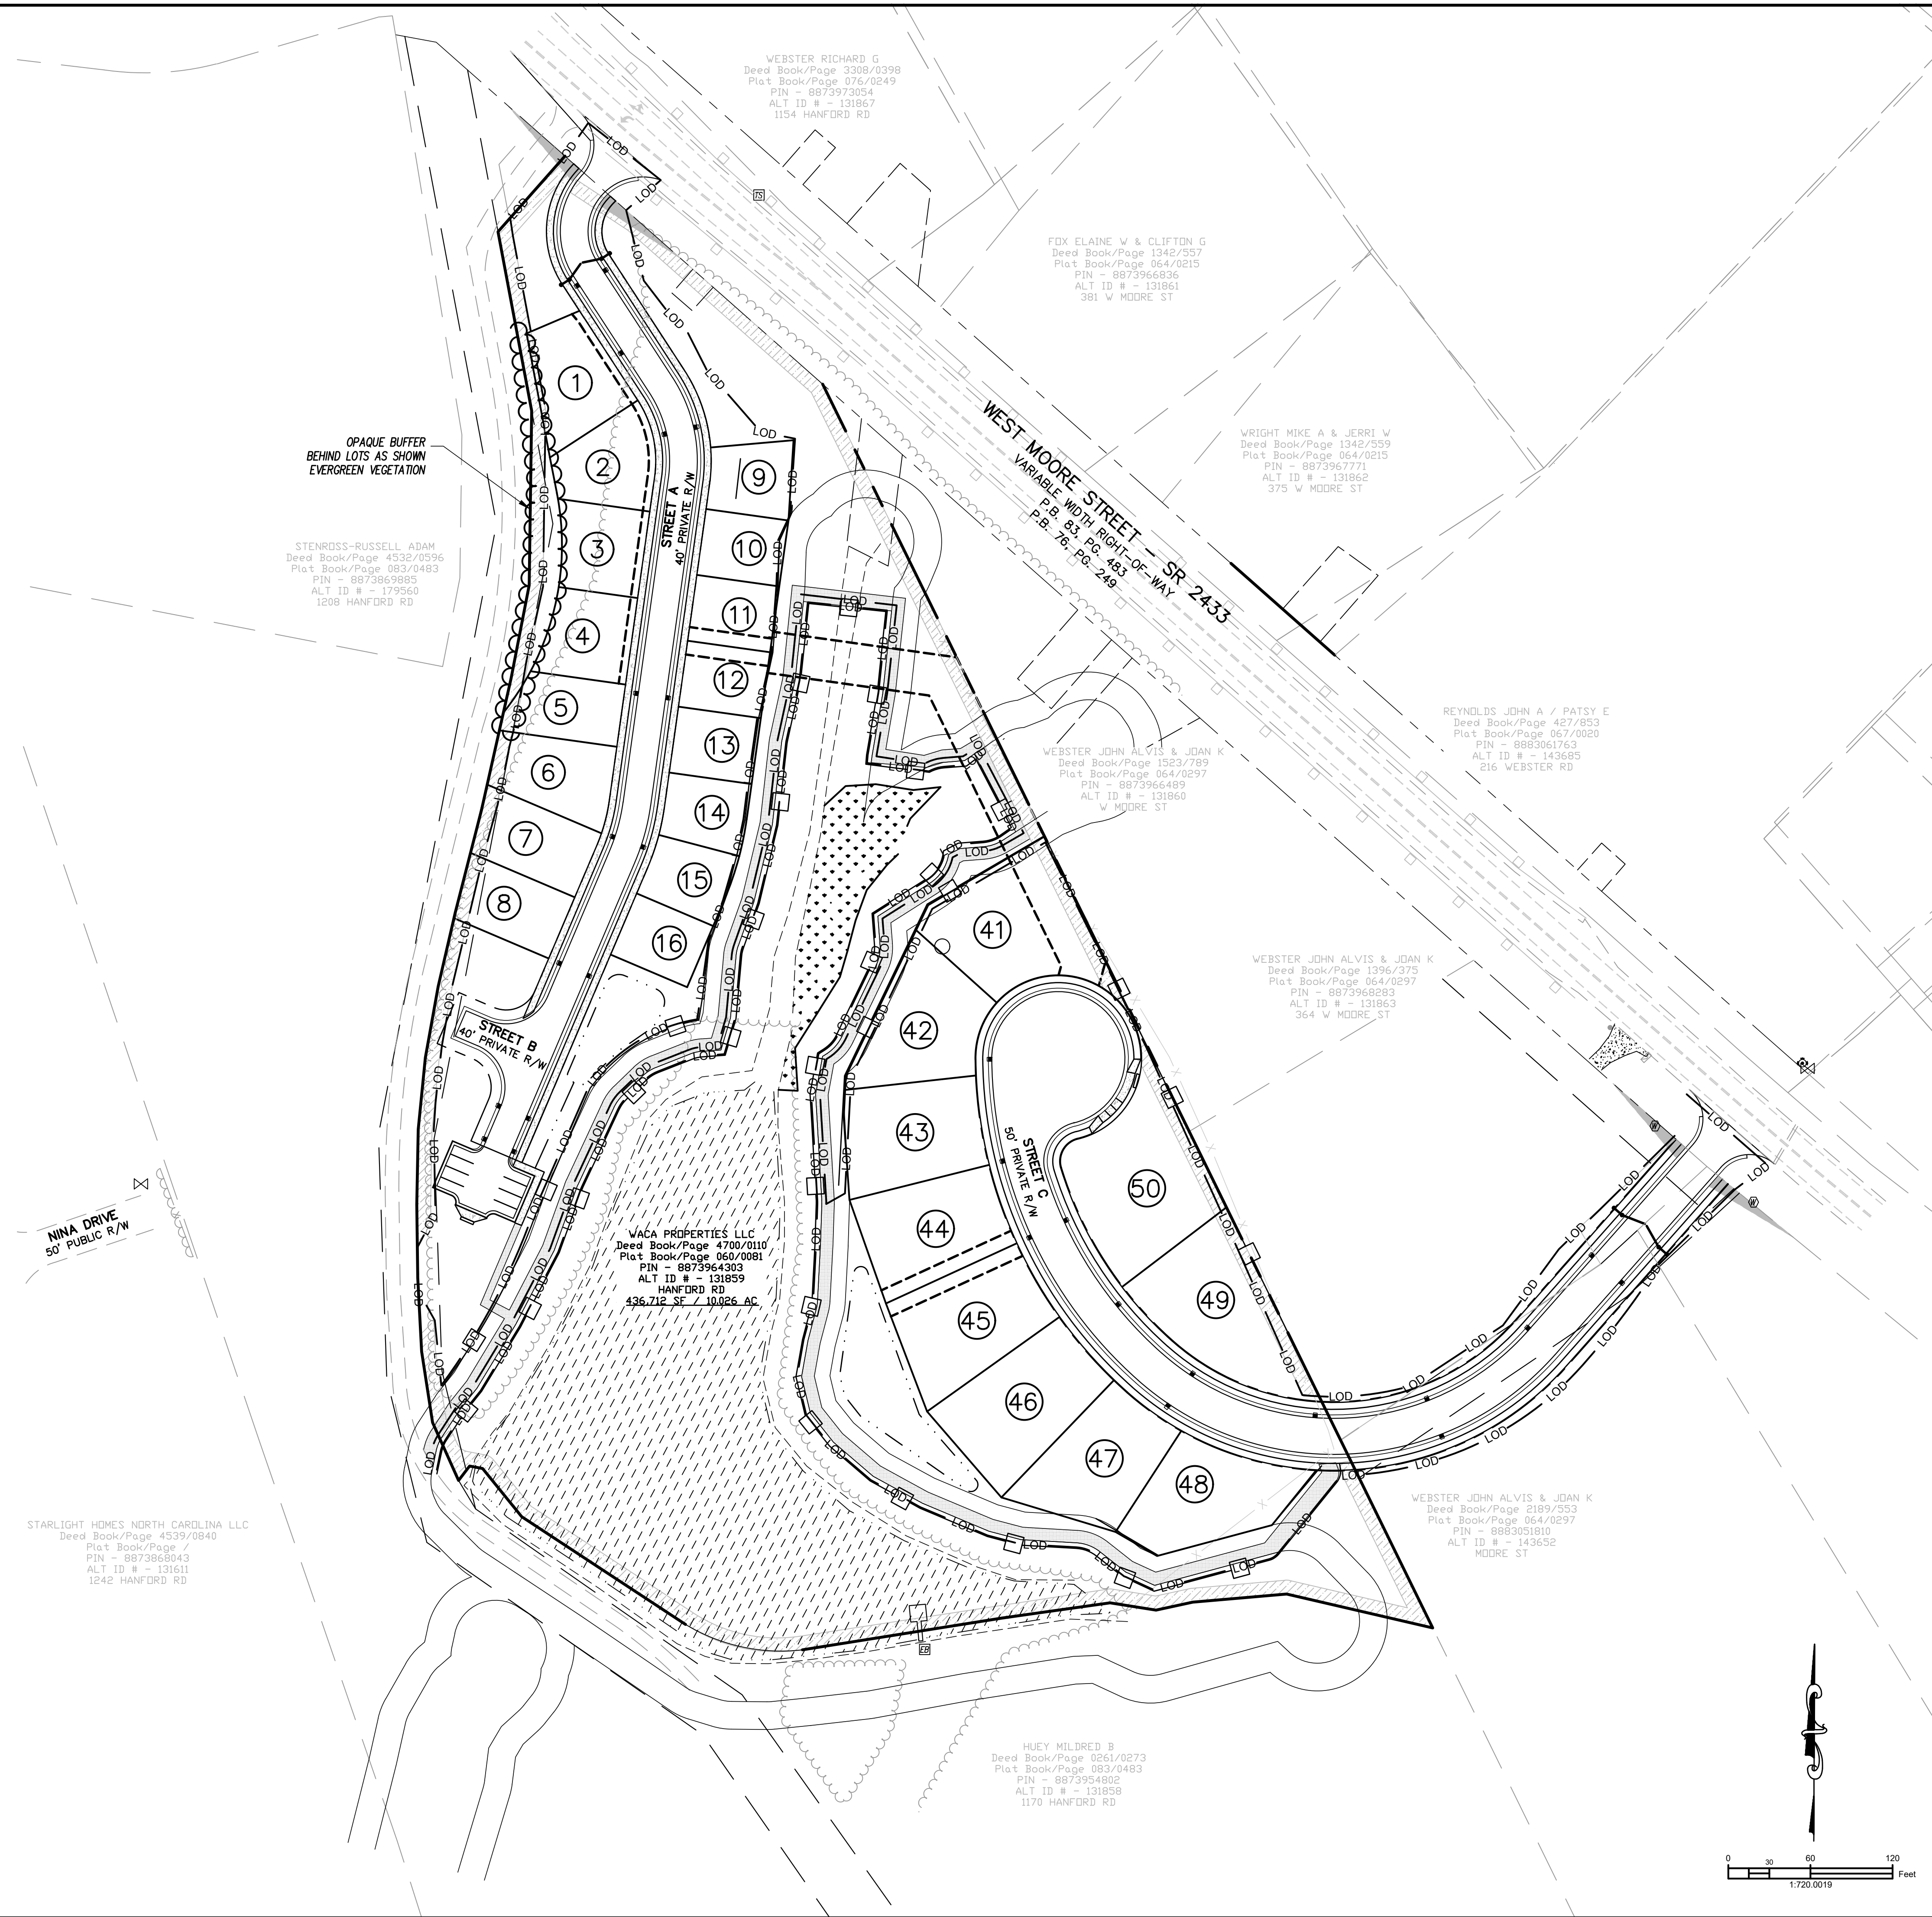 WEBSTER RICHARD G
Deed Book/Page 3308/0398
Plat Book/Page 076/0249
PIN - 8873973054
ALT ID # - 131867
1154 HANFORD RD
TS
FOX ELAINE W & CLIFTON G
Deed Book/Page 1342/557
Plat Book/Page 064/0215
PIN - 8873966836
ALT ID # - 131861
381 W MOORE ST
WEST MOORE STREET - SR 2433
VARIABLE WIDTH RIGHT-OF-WAY
P.B. 83, PG. 483
P.B. 76, PG. 249
WRIGHT MIKE A & JERRI W
Deed Book/Page 1342/559
Plat Book/Page 064/0215
PIN - 8873967771
ALT ID # - 131862
375 W MOORE ST
OPAQUE BUFFER
BEHIND LOTS AS SHOWN
EVERGREEN VEGETATION
STENROSS-RUSSELL ADAM
Deed Book/Page 4532/0596
Plat Book/Page 083/0483
PIN - 8873869885
ALT ID # - 179560
1208 HANFORD RD
1
2
3
4
5
6
7
8
STREET A
40' PRIVATE R/W
9
10
11
12
13
14
15
16
STREET B
40' PRIVATE R/W
LOD
REYNOLDS JOHN A / PATSY E
Deed Book/Page 427/853
Plat Book/Page 067/0020
PIN - 8883061763
ALT ID # - 143685
216 WEBSTER RD
WEBSTER JOHN ALVIS & JOAN K
Deed Book/Page 1523/789
Plat Book/Page 064/0297
PIN - 8873966489
ALT ID # - 131860
W MOORE ST
WEBSTER JOHN ALVIS & JOAN K
Deed Book/Page 1396/375
Plat Book/Page 064/0297
PIN - 8873968283
ALT ID # - 131863
364 W MOORE ST
41
42
43
44
45
46
47
48
49
50
STREET C
50' PRIVATE R/W
W
W
NINA DRIVE
50' PUBLIC R/W
WACA PROPERTIES LLC
Deed Book/Page 4700/0110
Plat Book/Page 060/0081
PIN - 8873964303
ALT ID # - 131859
HANFORD RD
436,712 SF / 10.026 AC
STARLIGHT HOMES NORTH CAROLINA LLC
Deed Book/Page 4539/0840
Plat Book/Page /
PIN - 8873868043
ALT ID # - 131611
1242 HANFORD RD
WEBSTER JOHN ALVIS & JOAN K
Deed Book/Page 2189/553
Plat Book/Page 064/0297
PIN - 8883051810
ALT ID # - 143652
MOORE ST
EB
HUEY MILDRED B
Deed Book/Page 0261/0273
Plat Book/Page 083/0483
PIN - 8873954802
ALT ID # - 131858
1170 HANFORD RD
0 30 60 120
Feet
1:720.0019